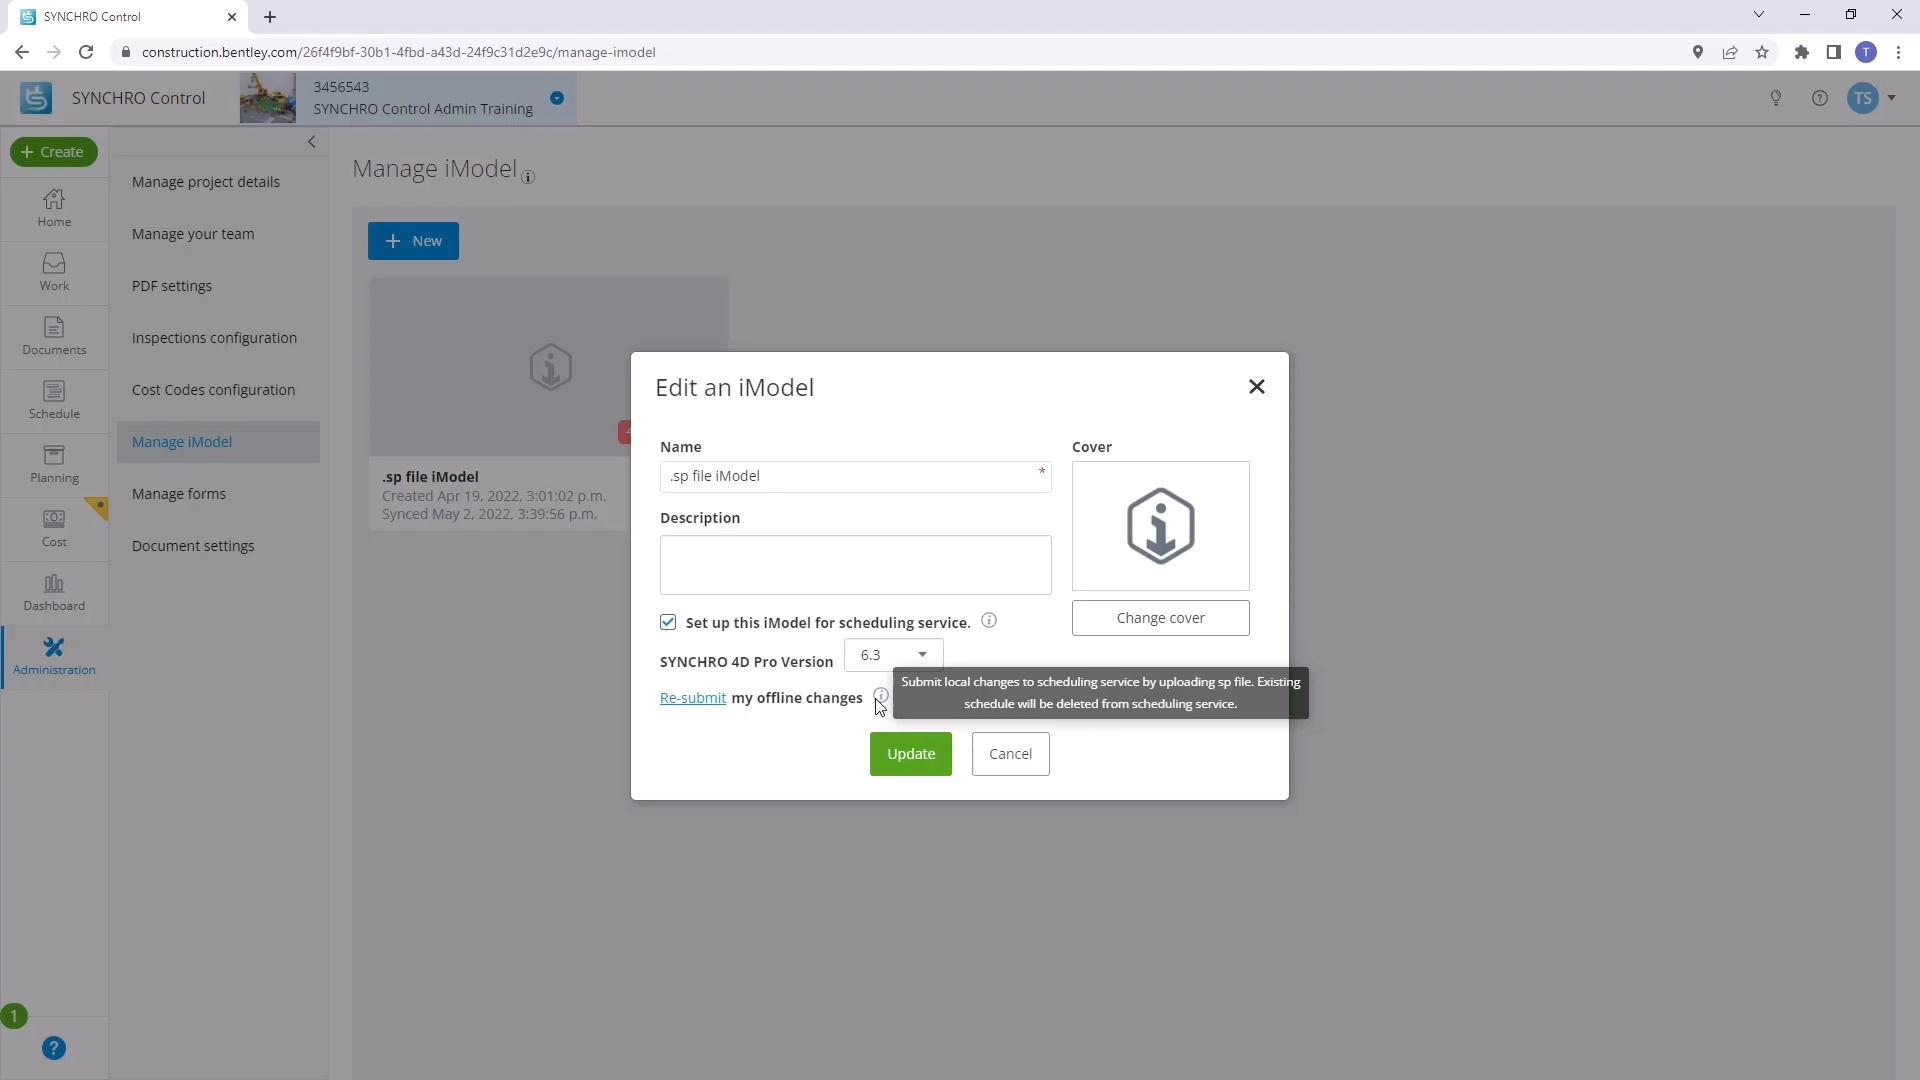 SYNCHRO Control
construction.bentley.com/26f4f9bf-30b1-4fbd-a43d-24f9c31d2e9c/manage-imodel
T
SYNCHRO Control
3456543
SYNCHRO Control Admin Training
TS
+ Create
Home
Work
Documents
Schedule
Planning
Cost
Dashboard
Administration
1
?
Manage project details
Manage your team
PDF settings
Inspections configuration
Cost Codes configuration
Manage iModel
Manage forms
Document settings
Manage iModel
+ New
.sp file iModel
Created Apr 19, 2022, 3:01:02 p.m.
Synced May 2, 2022, 3:39:56 p.m.
Edit an iModel
Name
.sp file iModel *
Description
Set up this iModel for scheduling service.
SYNCHRO 4D Pro Version 6.3
Re-submit my offline changes
Submit local changes to scheduling service by uploading sp file. Existing
schedule will be deleted from scheduling service.
Update
Cancel
Cover
Change cover